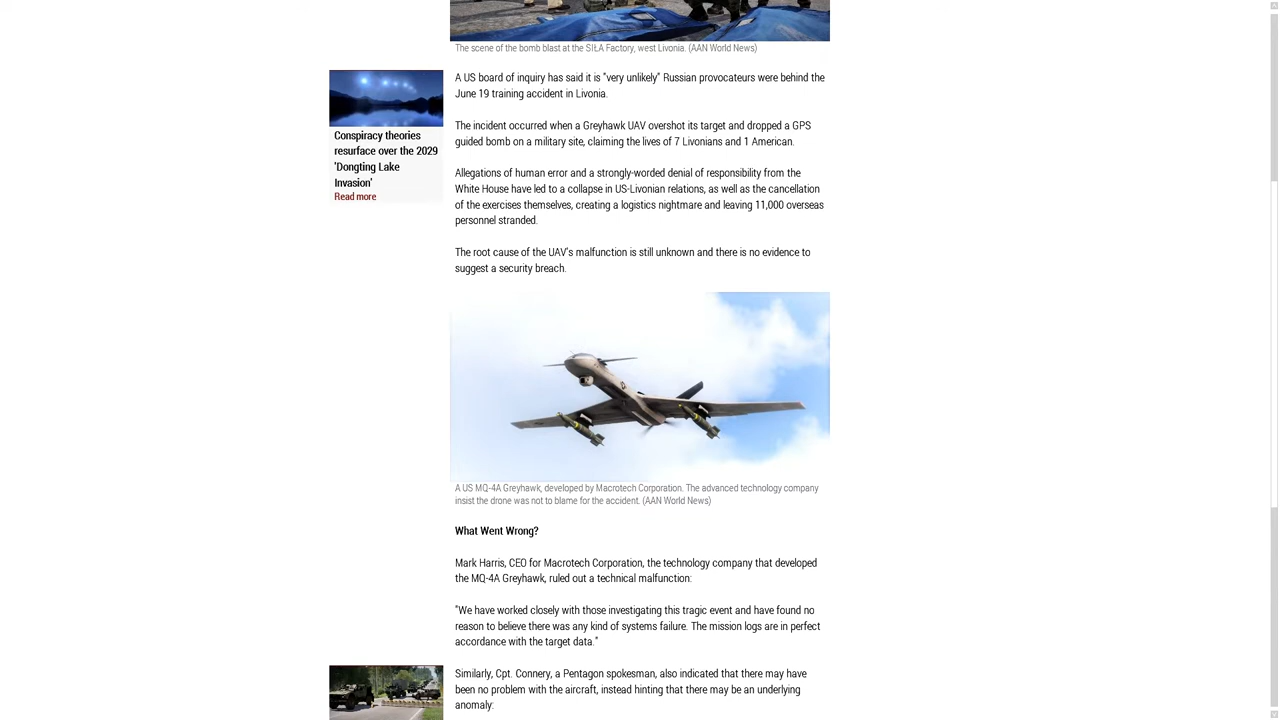 The scene of the bomb blast at the SIŁA Factory, west Livonia. (AAN World News)
A US board of inquiry has said it is "very unlikely" Russian provocateurs were behind the
June 19 training accident in Livonia.
Conspiracy theories
resurface over the 2029
'Dongting Lake
Invasion'
Read more
The incident occurred when a Greyhawk UAV overshot its target and dropped a GPS
guided bomb on a military site, claiming the lives of 7 Livonians and 1 American.
Allegations of human error and a strongly-worded denial of responsibility from the
White House have led to a collapse in US-Livonian relations, as well as the cancellation
of the exercises themselves, creating a logistics nightmare and leaving 11,000 overseas
personnel stranded.
The root cause of the UAV's malfunction is still unknown and there is no evidence to
suggest a security breach.
A US MQ-4A Greyhawk, developed by Macrotech Corporation. The advanced technology company
insist the drone was not to blame for the accident. (AAN World News)
What Went Wrong?
Mark Harris, CEO for Macrotech Corporation, the technology company that developed
the MQ-4A Greyhawk, ruled out a technical malfunction:
"We have worked closely with those investigating this tragic event and have found no
reason to believe there was any kind of systems failure. The mission logs are in perfect
accordance with the target data."
Similarly, Cpt. Connery, a Pentagon spokesman, also indicated that there may have
been no problem with the aircraft, instead hinting that there may be an underlying
anomaly: